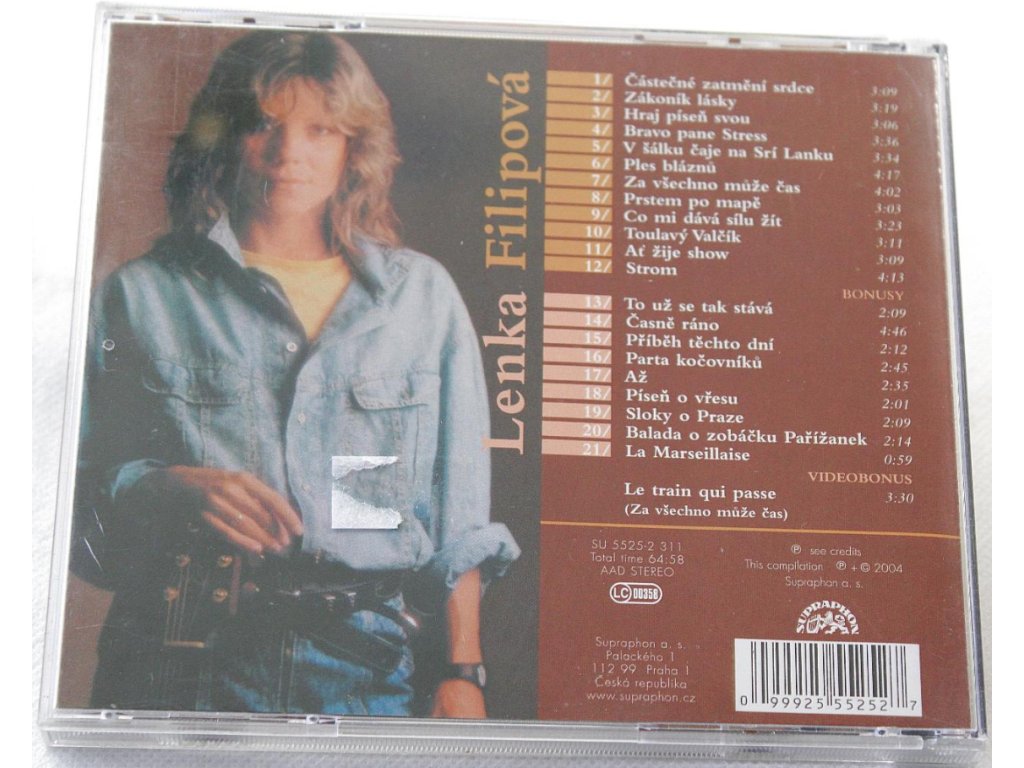 Lenka Filipová
1/ Částečné zatmění srdce 3:09
2/ Zákoník lásky 3:19
3/ Hraj píseň svou 3:06
4/ Bravo pane Stress 3:36
5/ V šálku čaje na Srí Lanku 3:34
6/ Ples bláznů 4:17
7/ Za všechno může čas 4:02
8/ Prstem po mapě 3:03
9/ Co mi dává sílu žít 3:23
10/ Toulavý Valčík 3:11
11/ Ať žije show 3:09
12/ Strom 4:13
BONUSY
13/ To už se tak stává 2:09
14/ Časně ráno 4:46
15/ Příběh těchto dní 2:12
16/ Parta kočovníků 2:45
17/ Až 2:35
18/ Píseň o vřesu 2:01
19/ Sloky o Praze 2:09
20/ Balada o zobáčku Pařížanek 2:14
21/ La Marseillaise 0:59
VIDEOBONUS
Le train qui passe 3:30
(Za všechno může čas)
SU 5525-2 311
Total time 64:58
AAD STEREO
LC 00358
℗ see credits
This compilation ℗ + © 2004
Supraphon a. s.
SUPRAPHON
Supraphon a. s.
Palackého 1
112 99 Praha 1
Česká republika
www.supraphon.cz
0 99925 55252 7